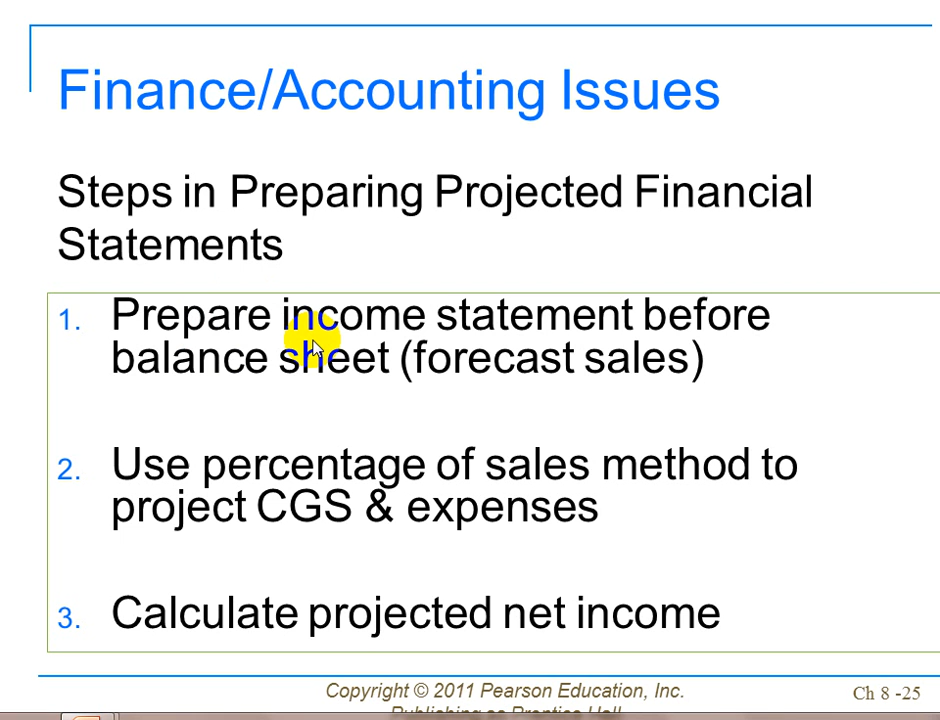 Finance/Accounting Issues
Steps in Preparing Projected Financial
Statements
1. Prepare income statement before
balance sheet (forecast sales)
2. Use percentage of sales method to
project CGS & expenses
3. Calculate projected net income
Copyright © 2011 Pearson Education, Inc.
Publishing as Prentice Hall
Ch 8 -25